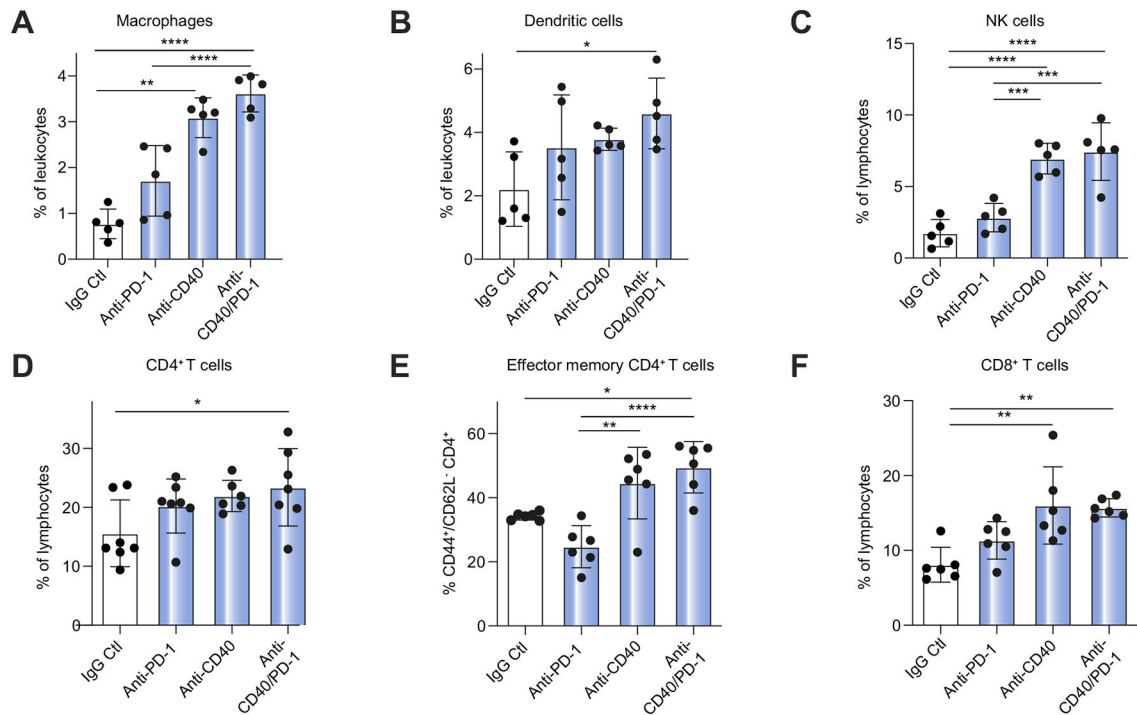 A
Macrophages
****
****
**
% of leukocytes
4
3
2
1
0
IgG Ctl
Anti-PD-1
Anti-CD40
Anti-
CD40/PD-1
B
Dendritic cells
*
% of leukocytes
6
4
2
0
IgG Ctl
Anti-PD-1
Anti-CD40
Anti-
CD40/PD-1
C
NK cells
****
****
***
***
% of lymphocytes
15
10
5
0
IgG Ctl
Anti-PD-1
Anti-CD40
Anti-
CD40/PD-1
D
CD4+ T cells
*
% of lymphocytes
30
20
10
0
IgG Ctl
Anti-PD-1
Anti-CD40
Anti-
CD40/PD-1
E
Effector memory CD4+ T cells
*
****
**
% CD44+/CD62L- CD4+
60
40
20
0
IgG Ctl
Anti-PD-1
Anti-CD40
Anti-
CD40/PD-1
F
CD8+ T cells
**
**
% of lymphocytes
30
20
10
0
IgG Ctl
Anti-PD-1
Anti-CD40
Anti-
CD40/PD-1